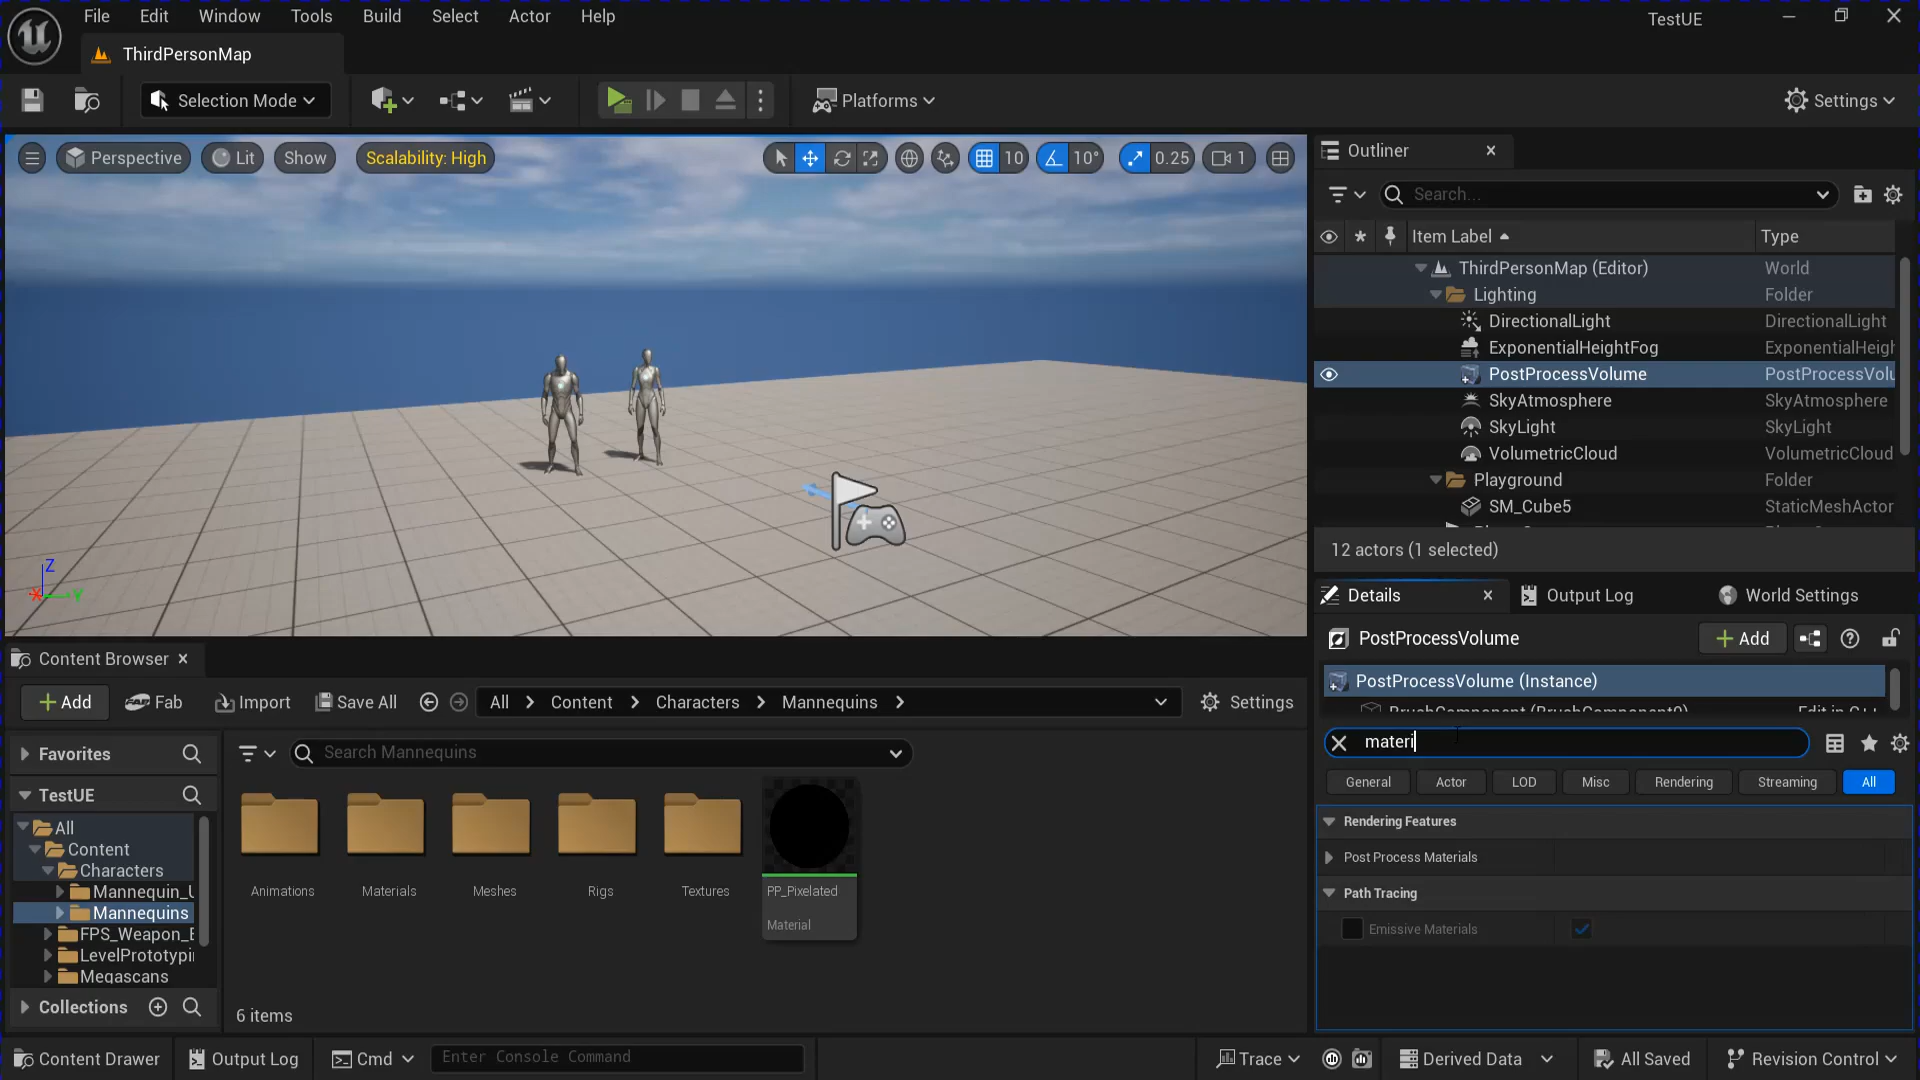 File Edit Window Tools Build Select Actor Help TestUE
ThirdPersonMap
Selection Mode Platforms Settings
Perspective Lit Show Scalability: High 10 10° 0.25 1
Z
X Y
Outliner
Search...
Item Label Type
ThirdPersonMap (Editor) World
Lighting Folder
DirectionalLight DirectionalLight
ExponentialHeightFog ExponentialHeigh
PostProcessVolume PostProcessVolu
SkyAtmosphere SkyAtmosphere
SkyLight SkyLight
VolumetricCloud VolumetricCloud
Playground Folder
SM_Cube5 StaticMeshActor
12 actors (1 selected)
Details Output Log World Settings
PostProcessVolume Add
PostProcessVolume (Instance)
BrushComponent (BrushComponent0) Edit in C++
materi
General Actor LOD Misc Rendering Streaming All
Rendering Features
Post Process Materials
Path Tracing
Emissive Materials
Content Browser
Add Fab Import Save All All Content Characters Mannequins Settings
Favorites
TestUE
All
Content
Characters
Mannequin_U
Mannequins
FPS_Weapon_B
LevelPrototypi
Megascans
Collections
Search Mannequins
Animations Materials Meshes Rigs Textures PP_Pixelated
Material
6 items
Content Drawer Output Log Cmd Enter Console Command Trace Derived Data All Saved Revision Control